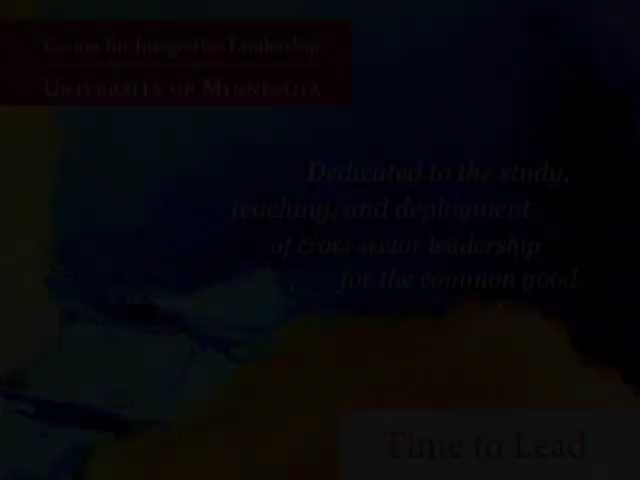 Center for Integrative Leadership
UNIVERSITY OF MINNESOTA
Dedicated to the study,
teaching, and deployment
of cross sector leadership
for the common good.
Time to Lead